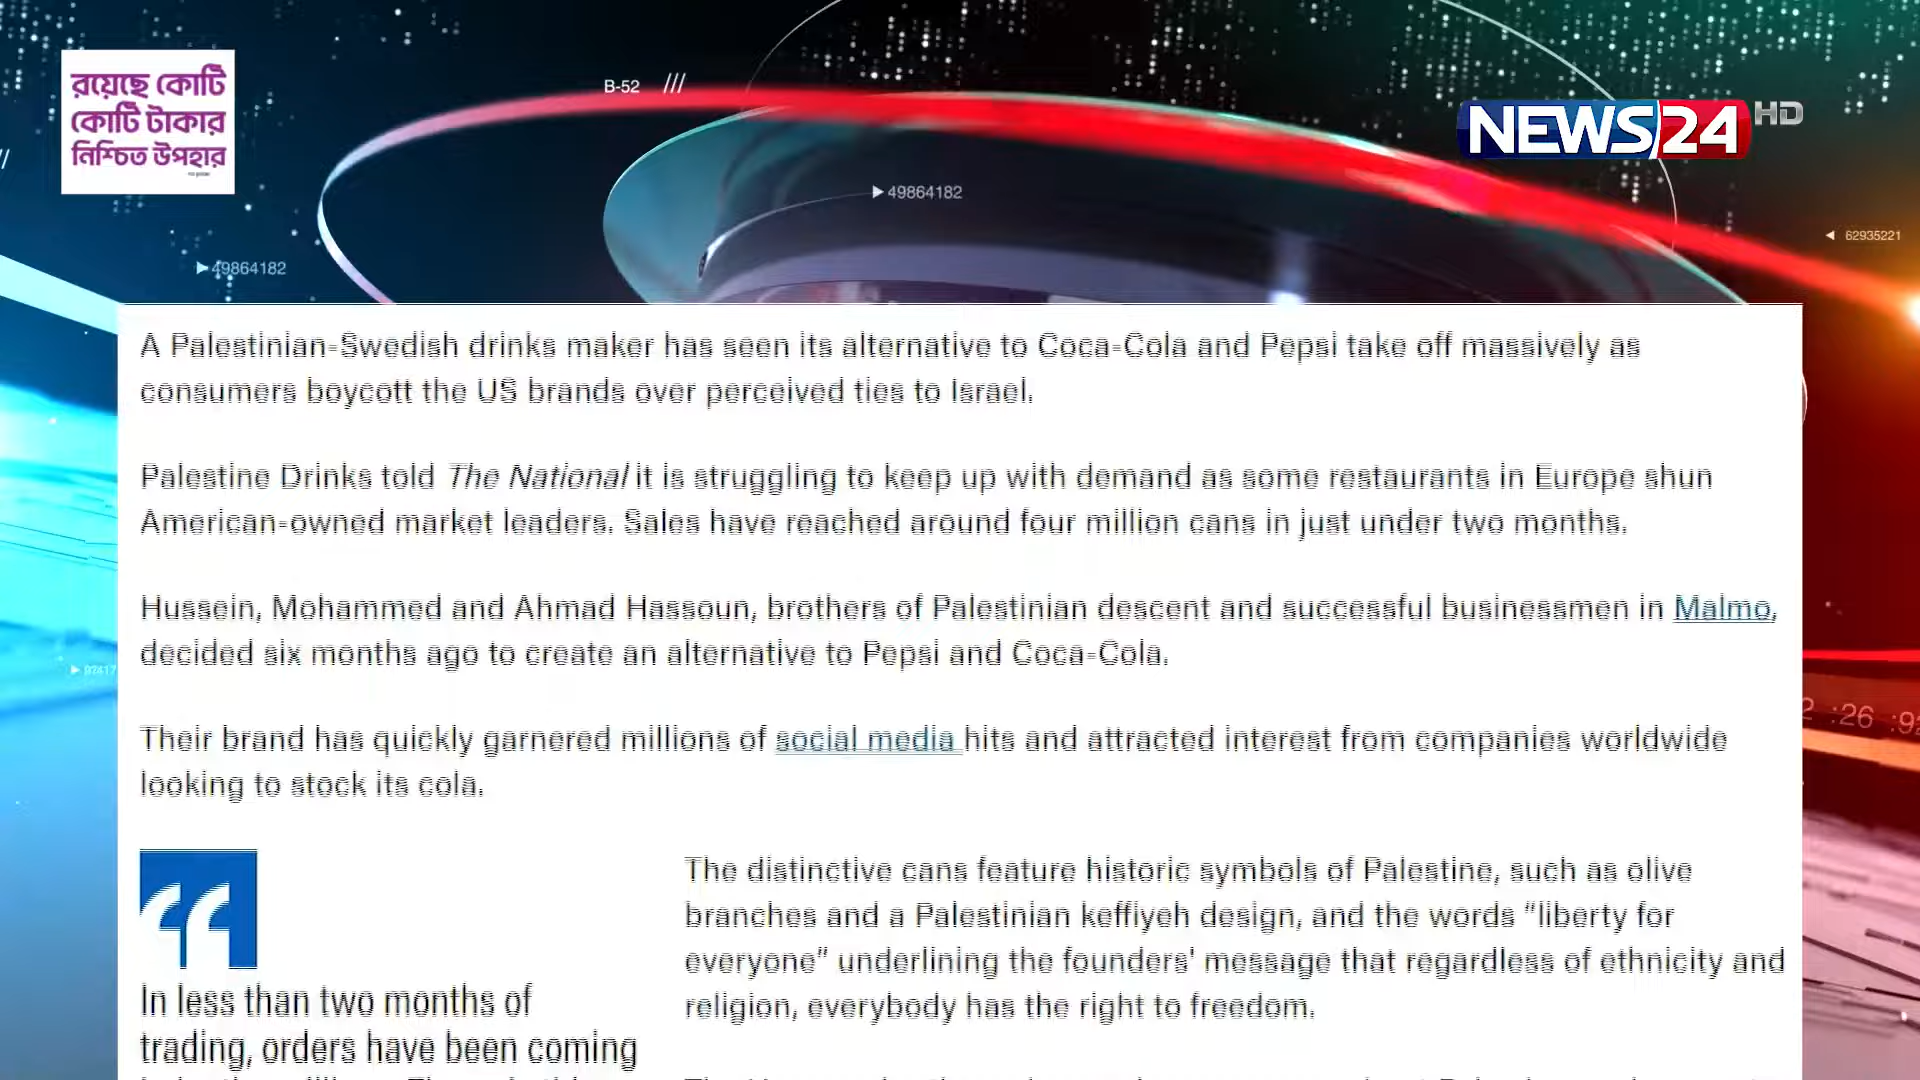 রয়েছে কোটি
কোটি টাকার
নিশ্চিত উপহার
B-52 ///
NEWS24 HD
49864182
62935221
49864182
A Palestinian-Swedish drinks maker has seen its alternative to Coca-Cola and Pepsi take off massively as
consumers boycott the US brands over perceived ties to Israel.
Palestine Drinks told The National it is struggling to keep up with demand as some restaurants in Europe shun
American-owned market leaders. Sales have reached around four million cans in just under two months.
Hussein, Mohammed and Ahmad Hassoun, brothers of Palestinian descent and successful businessmen in Malmo,
decided six months ago to create an alternative to Pepsi and Coca-Cola.
Their brand has quickly garnered millions of social media hits and attracted interest from companies worldwide
looking to stock its cola.
“
In less than two months of
trading, orders have been coming
The distinctive cans feature historic symbols of Palestine, such as olive
branches and a Palestinian keffiyeh design, and the words “liberty for
everyone” underlining the founders' message that regardless of ethnicity and
religion, everybody has the right to freedom.